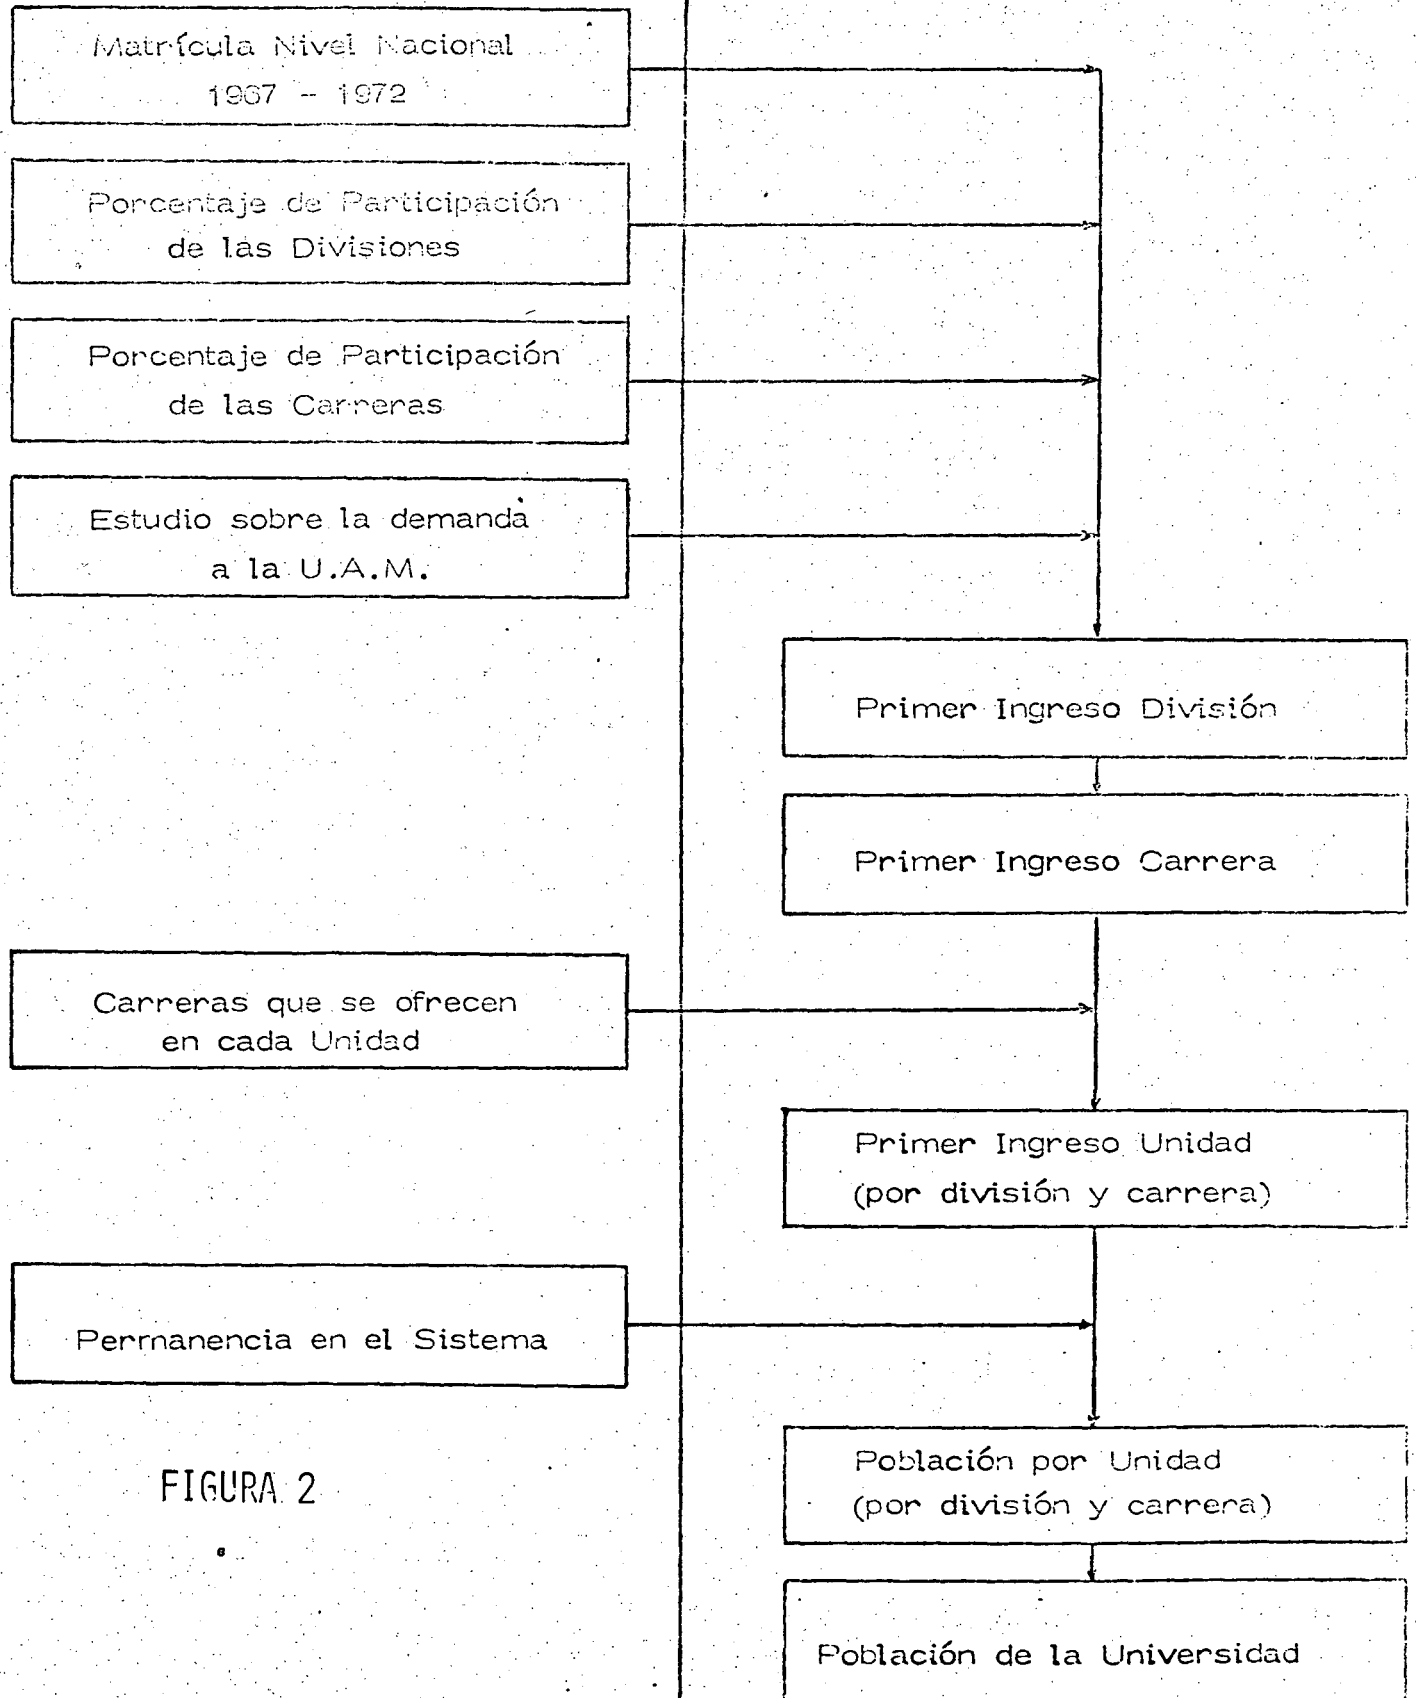 Matrícula Nivel Nacional
1967 - 1972
Porcentaje de Participación
de las Divisiones
Porcentaje de Participación
de las Carreras
Estudio sobre la demanda
a la U.A.M.
Primer Ingreso División
Primer Ingreso Carrera
Carreras que se ofrecen
en cada Unidad
Primer Ingreso Unidad
(por división y carrera)
Permanencia en el Sistema
Población por Unidad
(por división y carrera)
FIGURA 2
Población de la Universidad